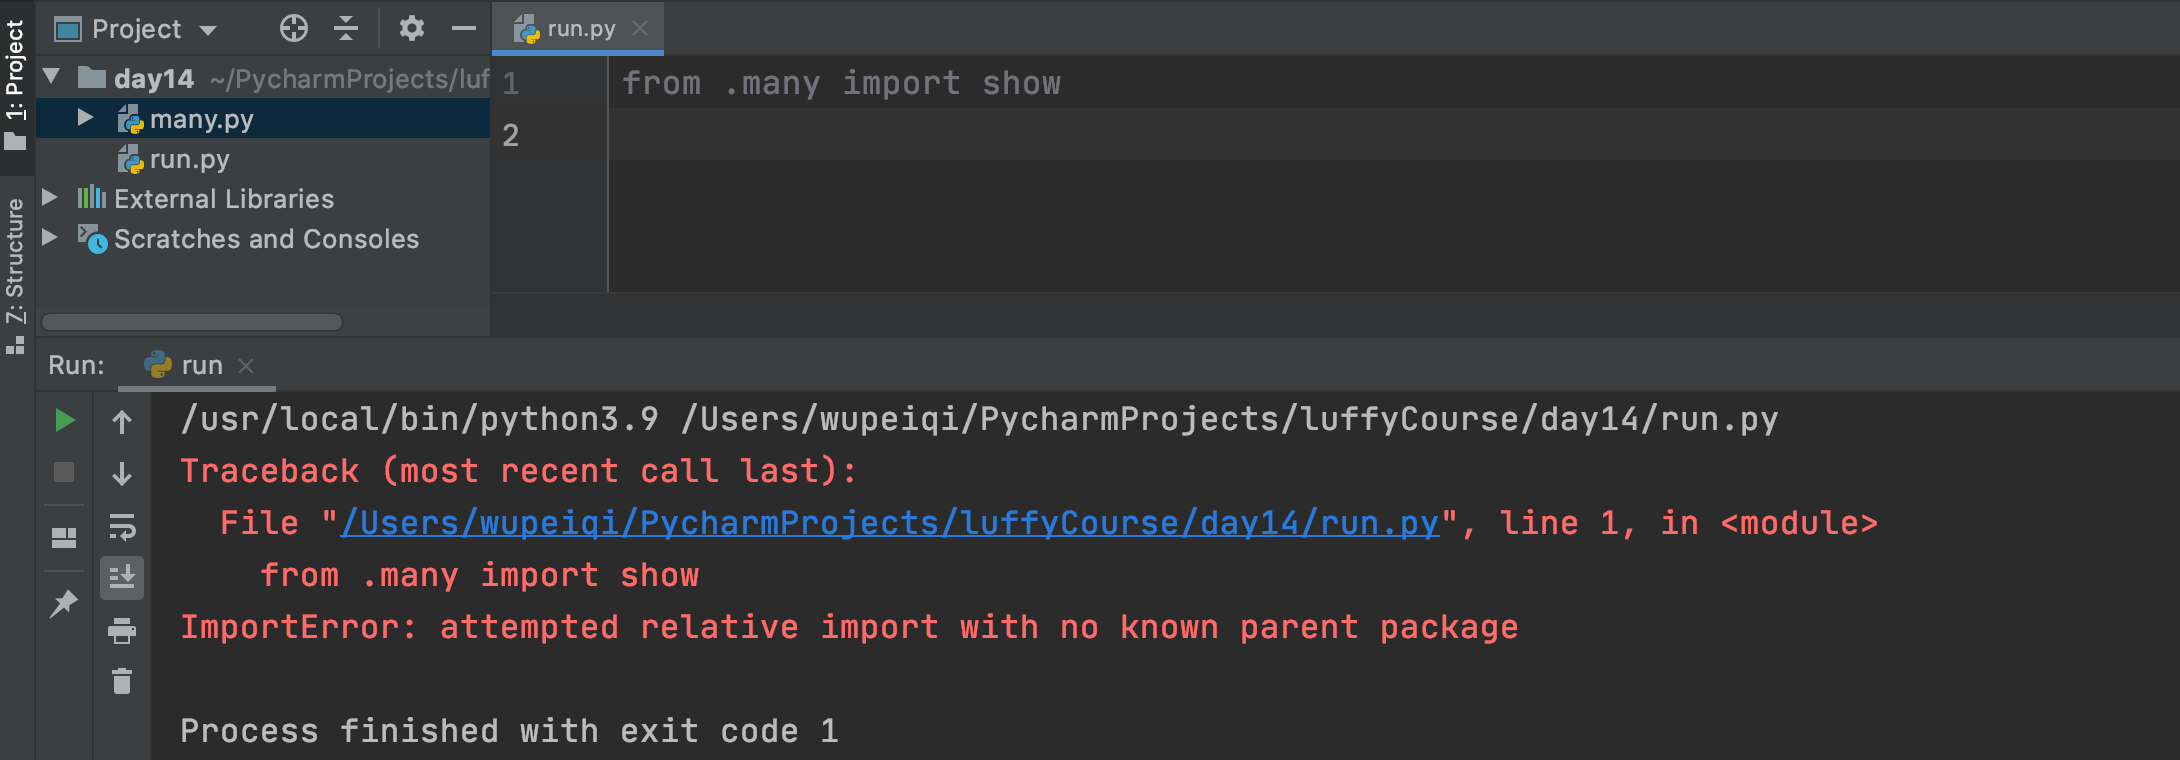 1: Project
Z: Structure
Project
day14 ~/PycharmProjects/luf
many.py
run.py
External Libraries
Scratches and Consoles
run.py
1 from .many import show
2
Run: run
/usr/local/bin/python3.9 /Users/wupeiqi/PycharmProjects/luffyCourse/day14/run.py
Traceback (most recent call last):
  File "/Users/wupeiqi/PycharmProjects/luffyCourse/day14/run.py", line 1, in <module>
    from .many import show
ImportError: attempted relative import with no known parent package
Process finished with exit code 1